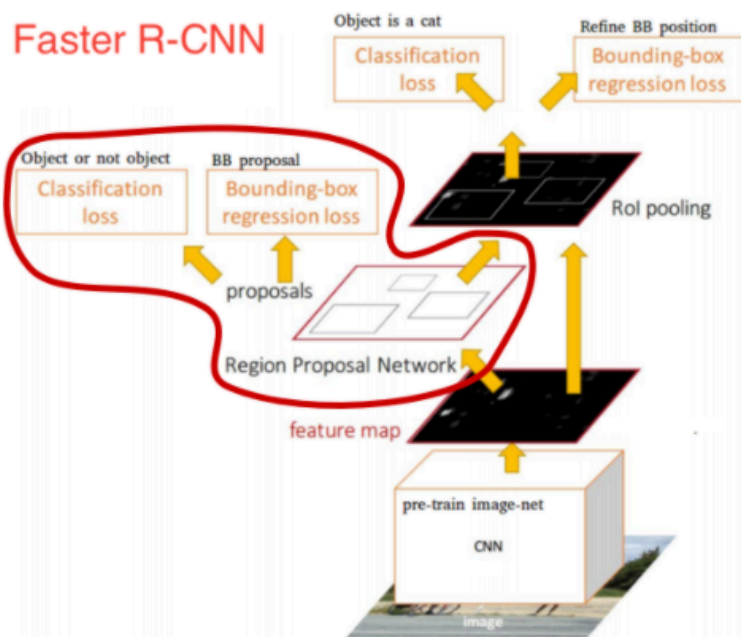 Faster R-CNN
Object is a cat
Classification
loss
Refine BB position
Bounding-box
regression loss
Object or not object
Classification
loss
BB proposal
Bounding-box
regression loss
RoI pooling
proposals
Region Proposal Network
feature map
pre-train image-net
CNN
image